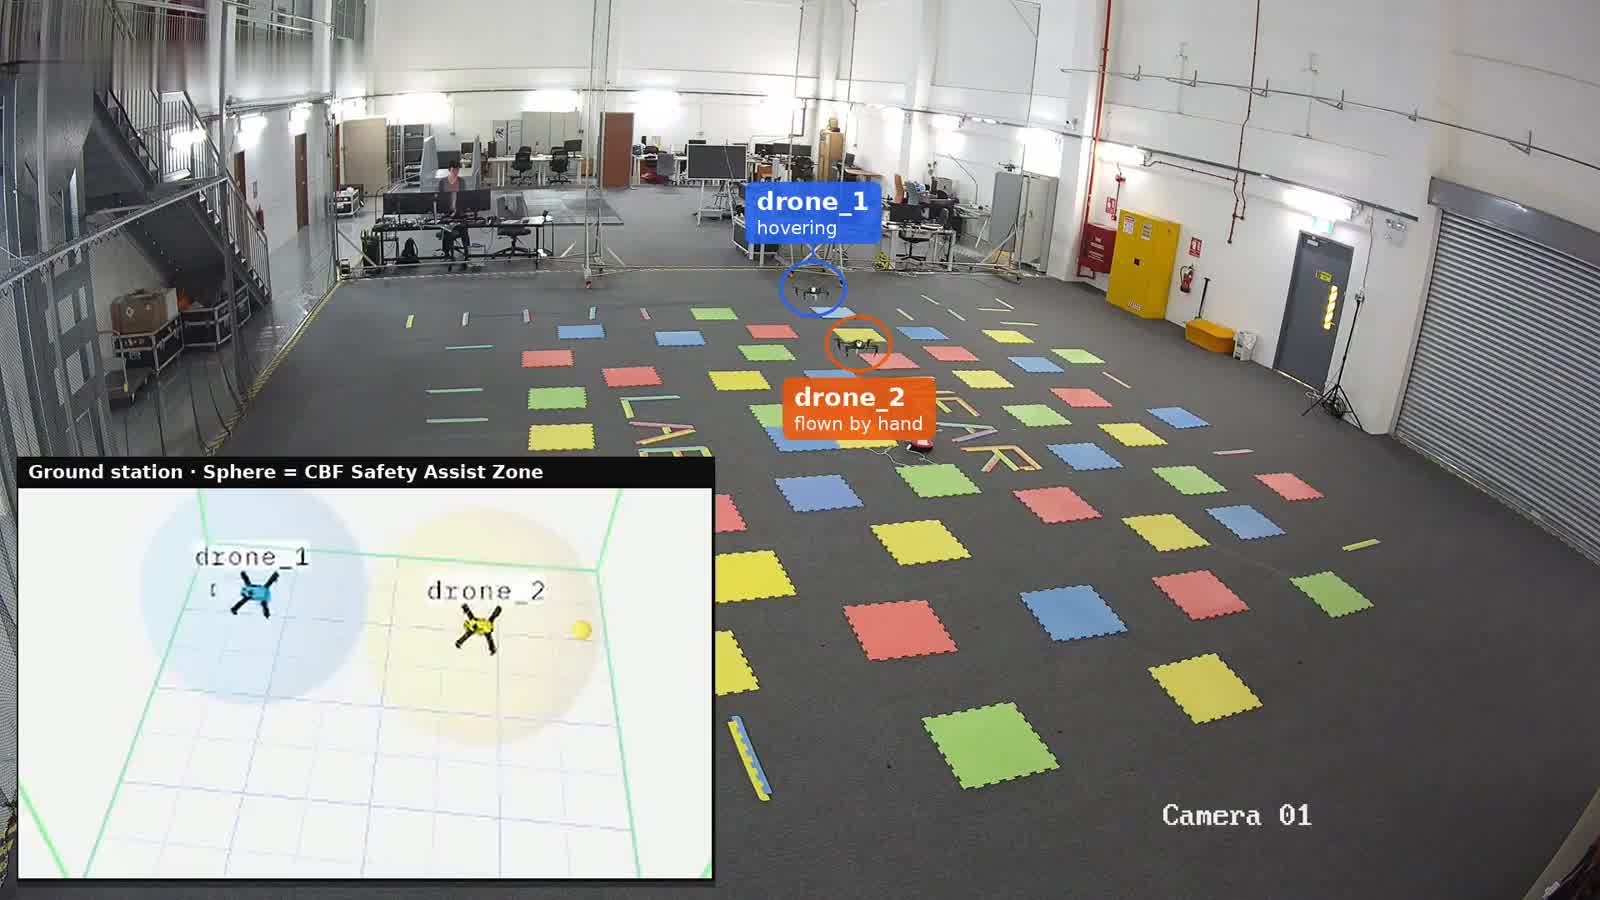 drone_1
hovering
drone_2
flown by hand
Ground station · Sphere = CBF Safety Assist Zone
drone_1
drone_2
Camera 01